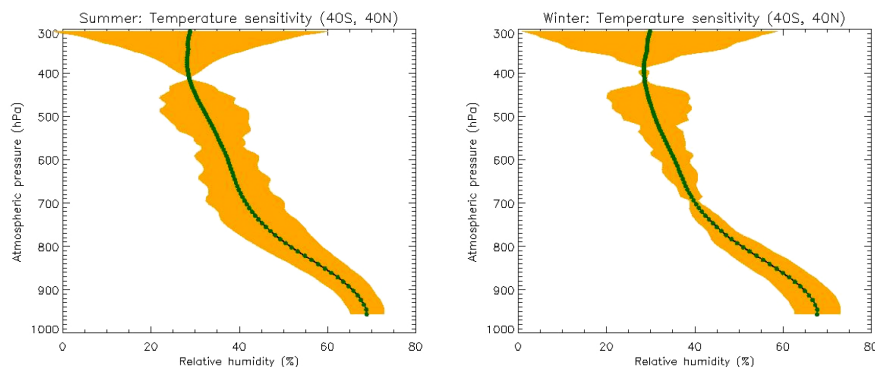 Summer: Temperature sensitivity (40S, 40N)
300
400
500
600
700
800
900
1000
Atmospheric pressure (hPa)
0 20 40 60 80
Relative humidity (%)
Winter: Temperature sensitivity (40S, 40N)
300
400
500
600
700
800
900
1000
Atmospheric pressure (hPa)
0 20 40 60 80
Relative humidity (%)